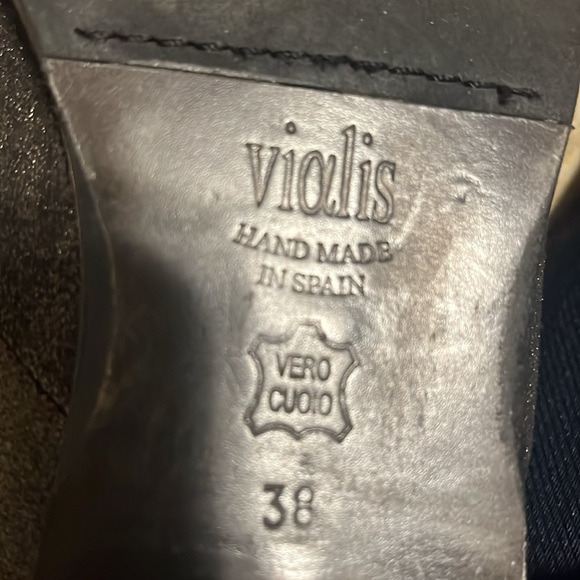 vialis
HAND MADE
IN SPAIN
VERO
CUOIO
38